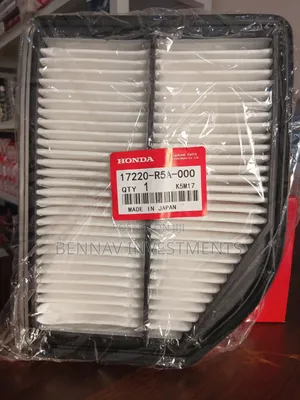 HONDA
17220-R5A-000
QTY 1 K5M17
MADE IN JAPAN
BENNAV INVESTMENTS